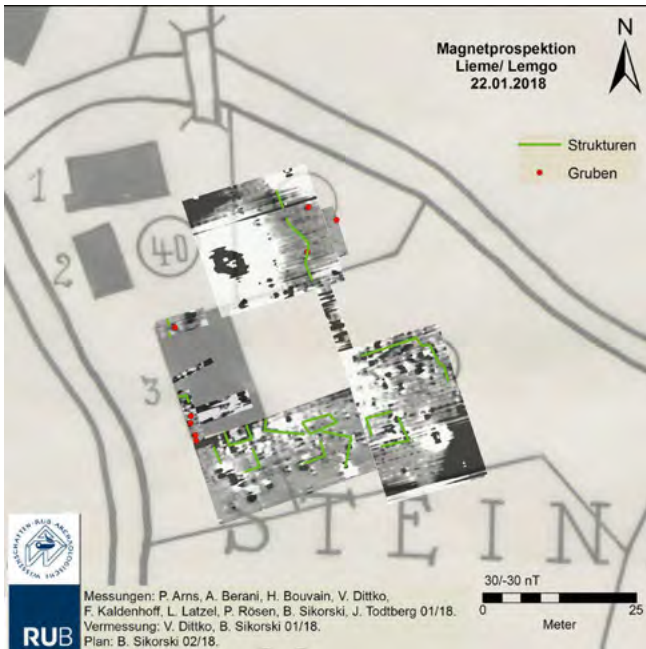 Magnetprospektion
Lieme/ Lemgo
22.01.2018
N
Strukturen
Gruben
1
2
40
3
STEIN
30/-30 nT
0 25
Meter
Messungen: P. Arns, A. Berani, H. Bouvain, V. Dittko,
F. Kaldenhoff, L. Latzel, P. Rösen, B. Sikorski, J. Todtberg 01/18.
Vermessung: V. Dittko, B. Sikorski 01/18.
Plan: B. Sikorski 02/18.
RUB